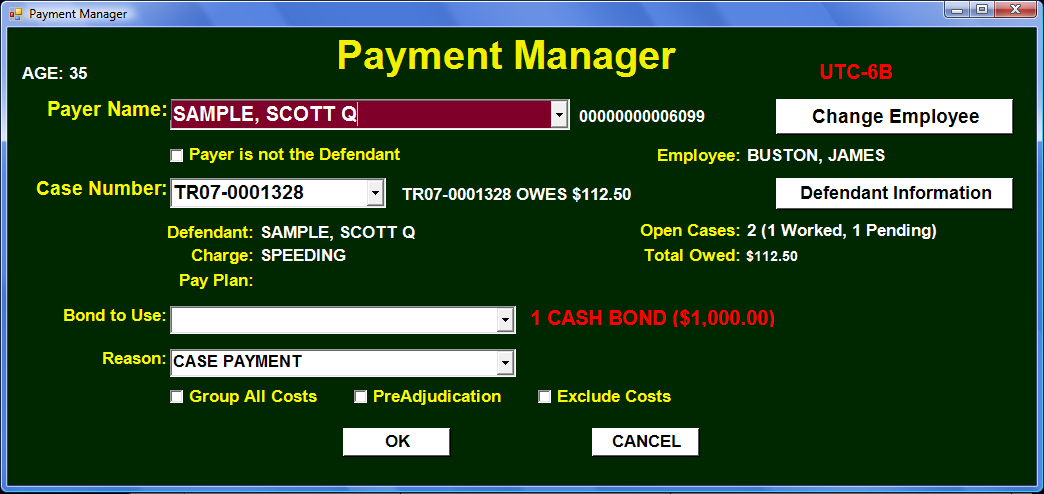 Payment Manager
Payment Manager
AGE: 35
UTC-6B
Payer Name: SAMPLE, SCOTT Q 00000000006099 Change Employee
Payer is not the Defendant Employee: BUSTON, JAMES
Case Number: TR07-0001328 TR07-0001328 OWES $112.50 Defendant Information
Defendant: SAMPLE, SCOTT Q Open Cases: 2 (1 Worked, 1 Pending)
Charge: SPEEDING Total Owed: $112.50
Pay Plan:
Bond to Use: 1 CASH BOND ($1,000.00)
Reason: CASE PAYMENT
Group All Costs PreAdjudication Exclude Costs
OK CANCEL